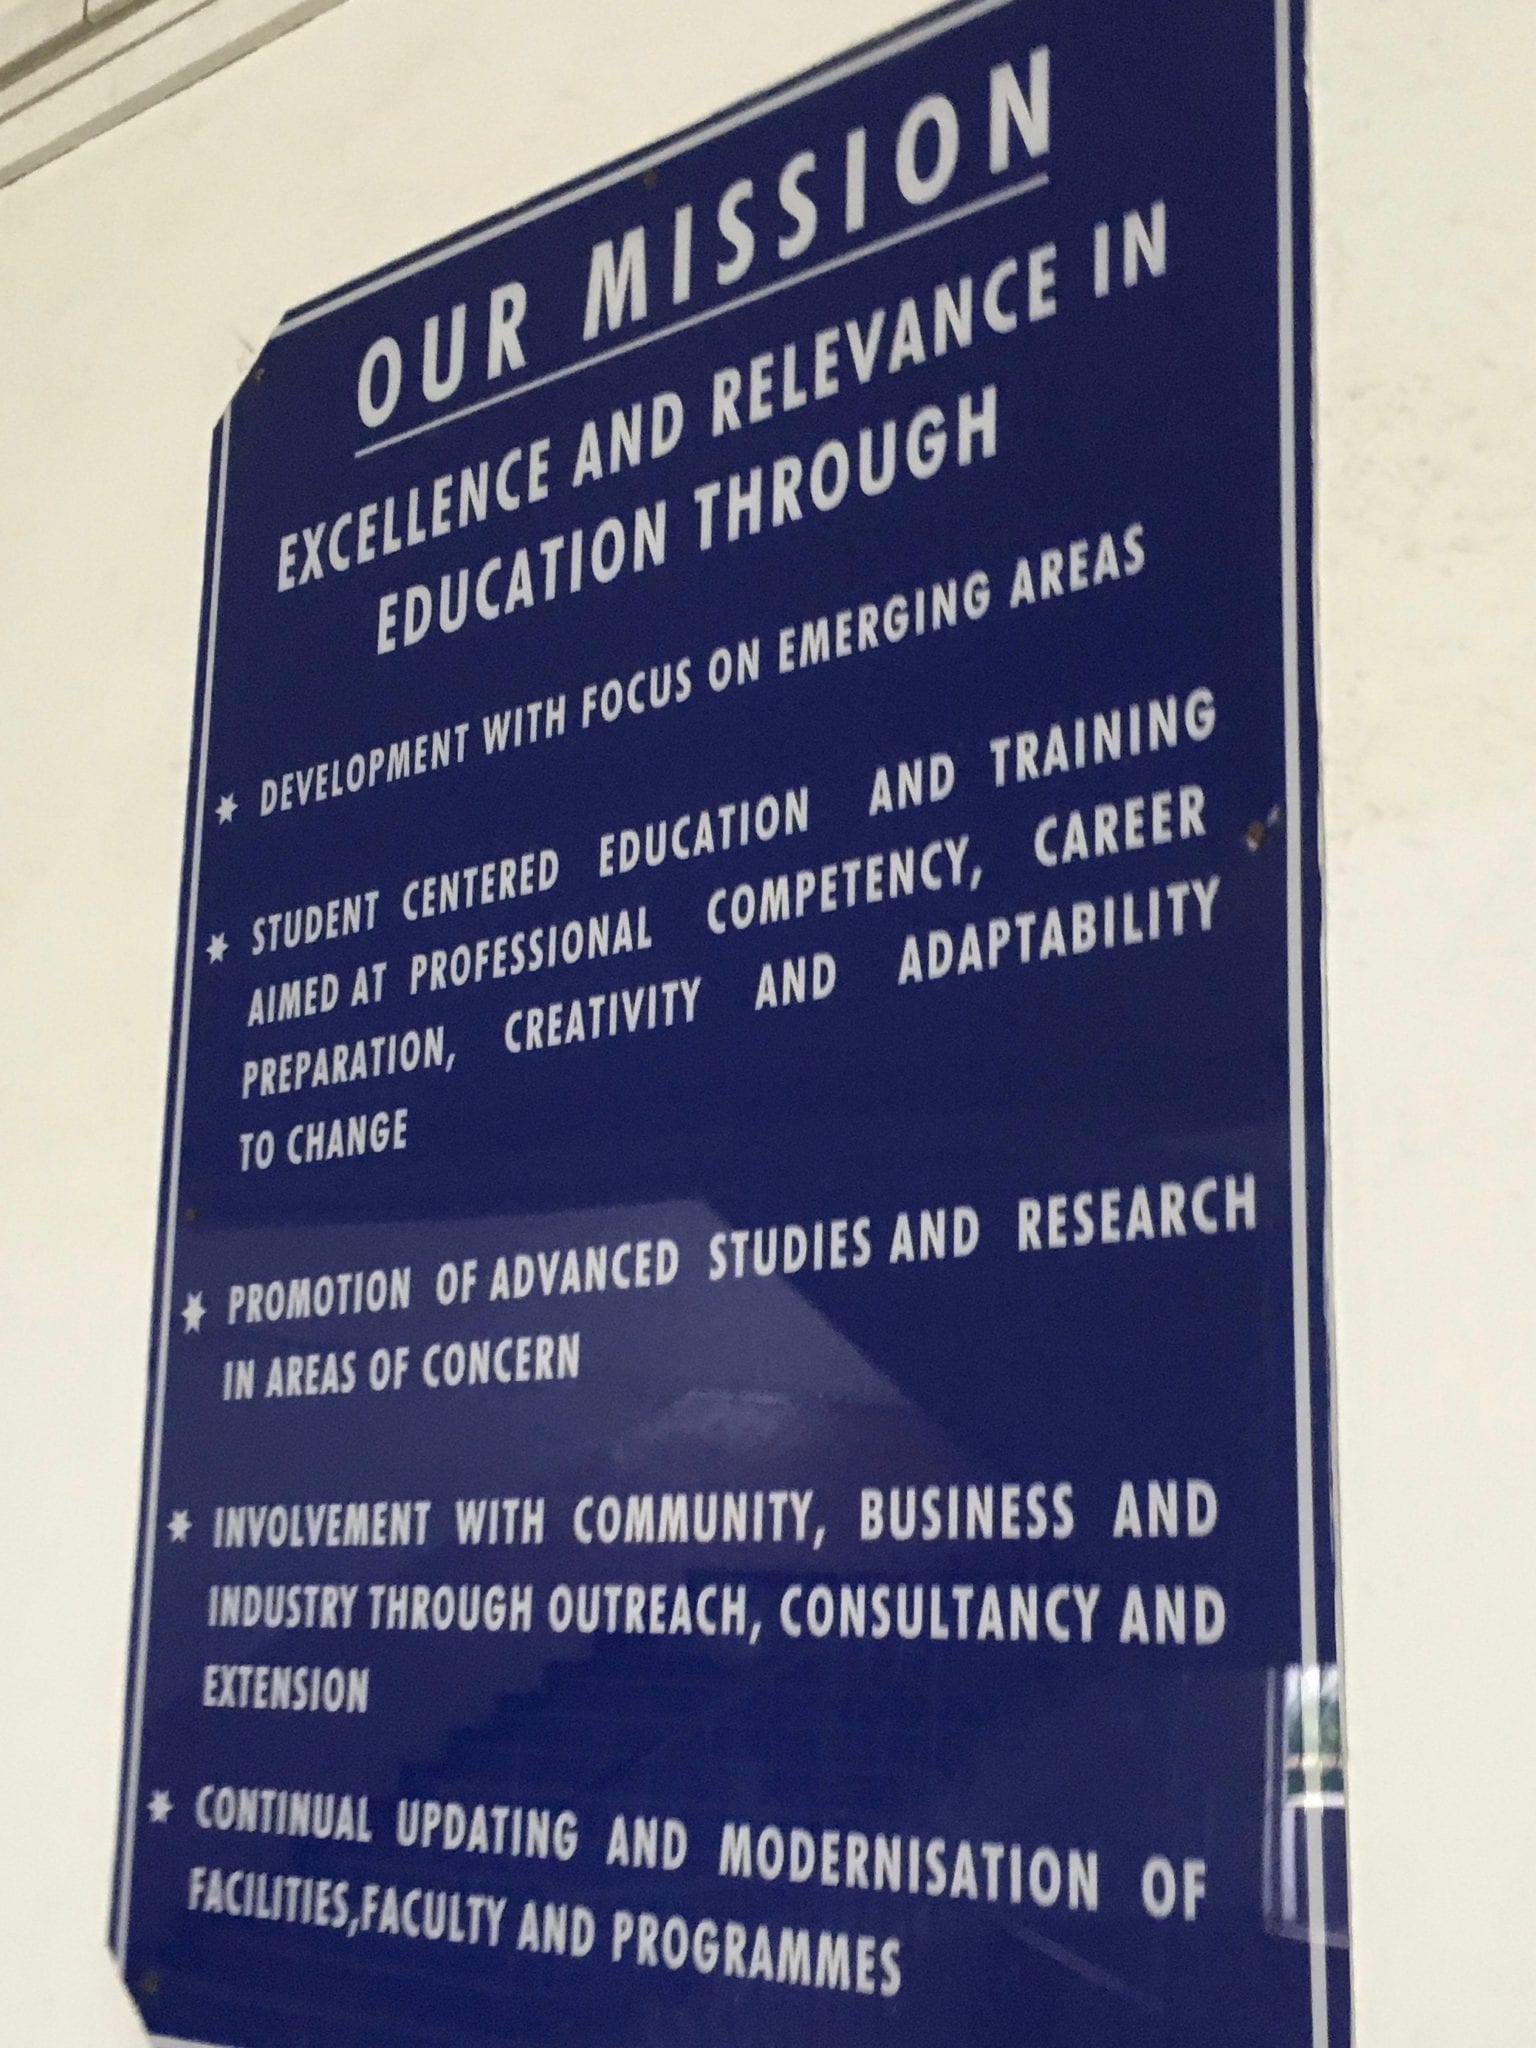 OUR MISSION
EXCELLENCE AND RELEVANCE IN
EDUCATION THROUGH
* DEVELOPMENT WITH FOCUS ON EMERGING AREAS
* STUDENT CENTERED EDUCATION AND TRAINING
AIMED AT PROFESSIONAL COMPETENCY, CAREER
PREPARATION, CREATIVITY AND ADAPTABILITY
TO CHANGE
* PROMOTION OF ADVANCED STUDIES AND RESEARCH
IN AREAS OF CONCERN
* INVOLVEMENT WITH COMMUNITY, BUSINESS AND
INDUSTRY THROUGH OUTREACH, CONSULTANCY AND
EXTENSION
* CONTINUAL UPDATING AND MODERNISATION OF
FACILITIES,FACULTY AND PROGRAMMES